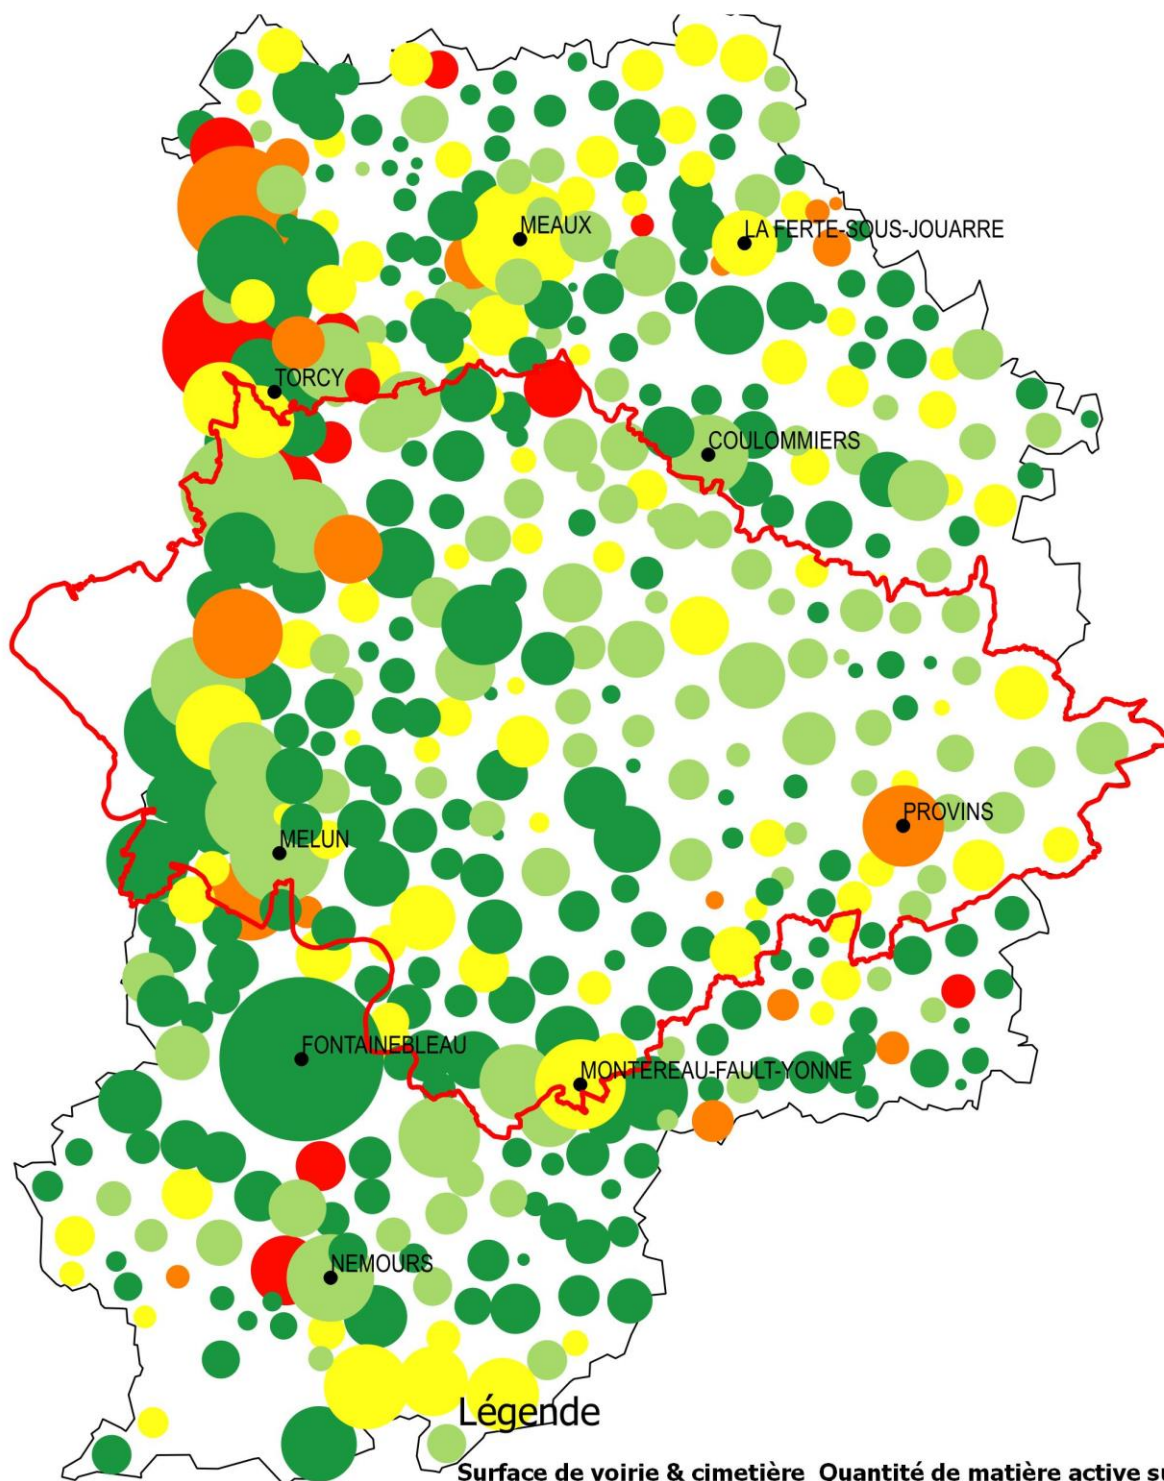 MEAUX
LA FERTE-SOUS-JOUARRE
TORCY
COULOMMIERS
PROVINS
MELUN
FONTAINEBLEAU
MONTEREAU-FAULT-YONNE
NEMOURS
Légende
Surface de voirie & cimetière Quantité de matière active su